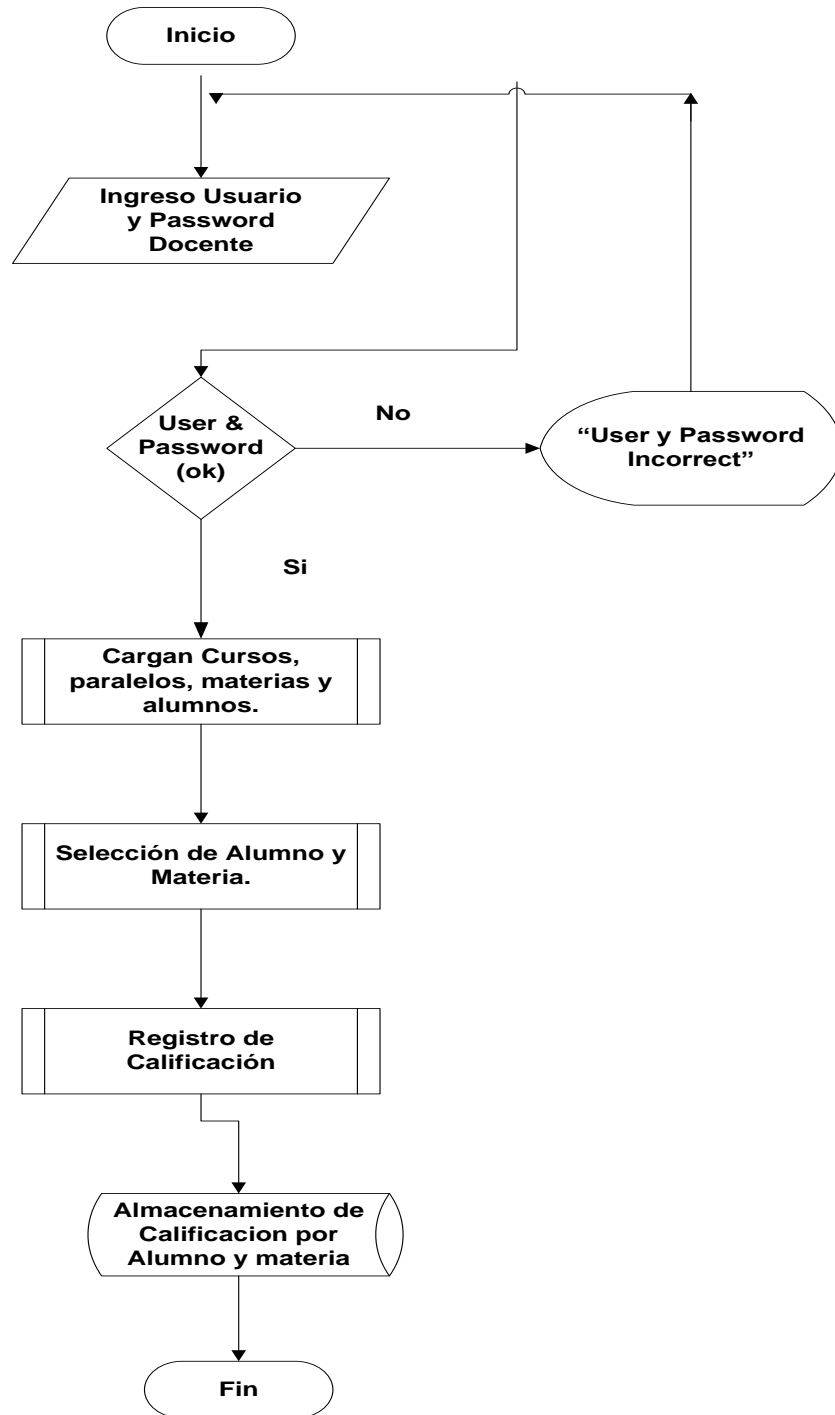 Inicio
Ingreso Usuario
y Password
Docente
User &
Password
(ok)
No
“User y Password
Incorrect”
Si
Cargan Cursos,
paralelos, materias y
alumnos.
Selección de Alumno y
Materia.
Registro de
Calificación
Almacenamiento de
Calificacion por
Alumno y materia
Fin